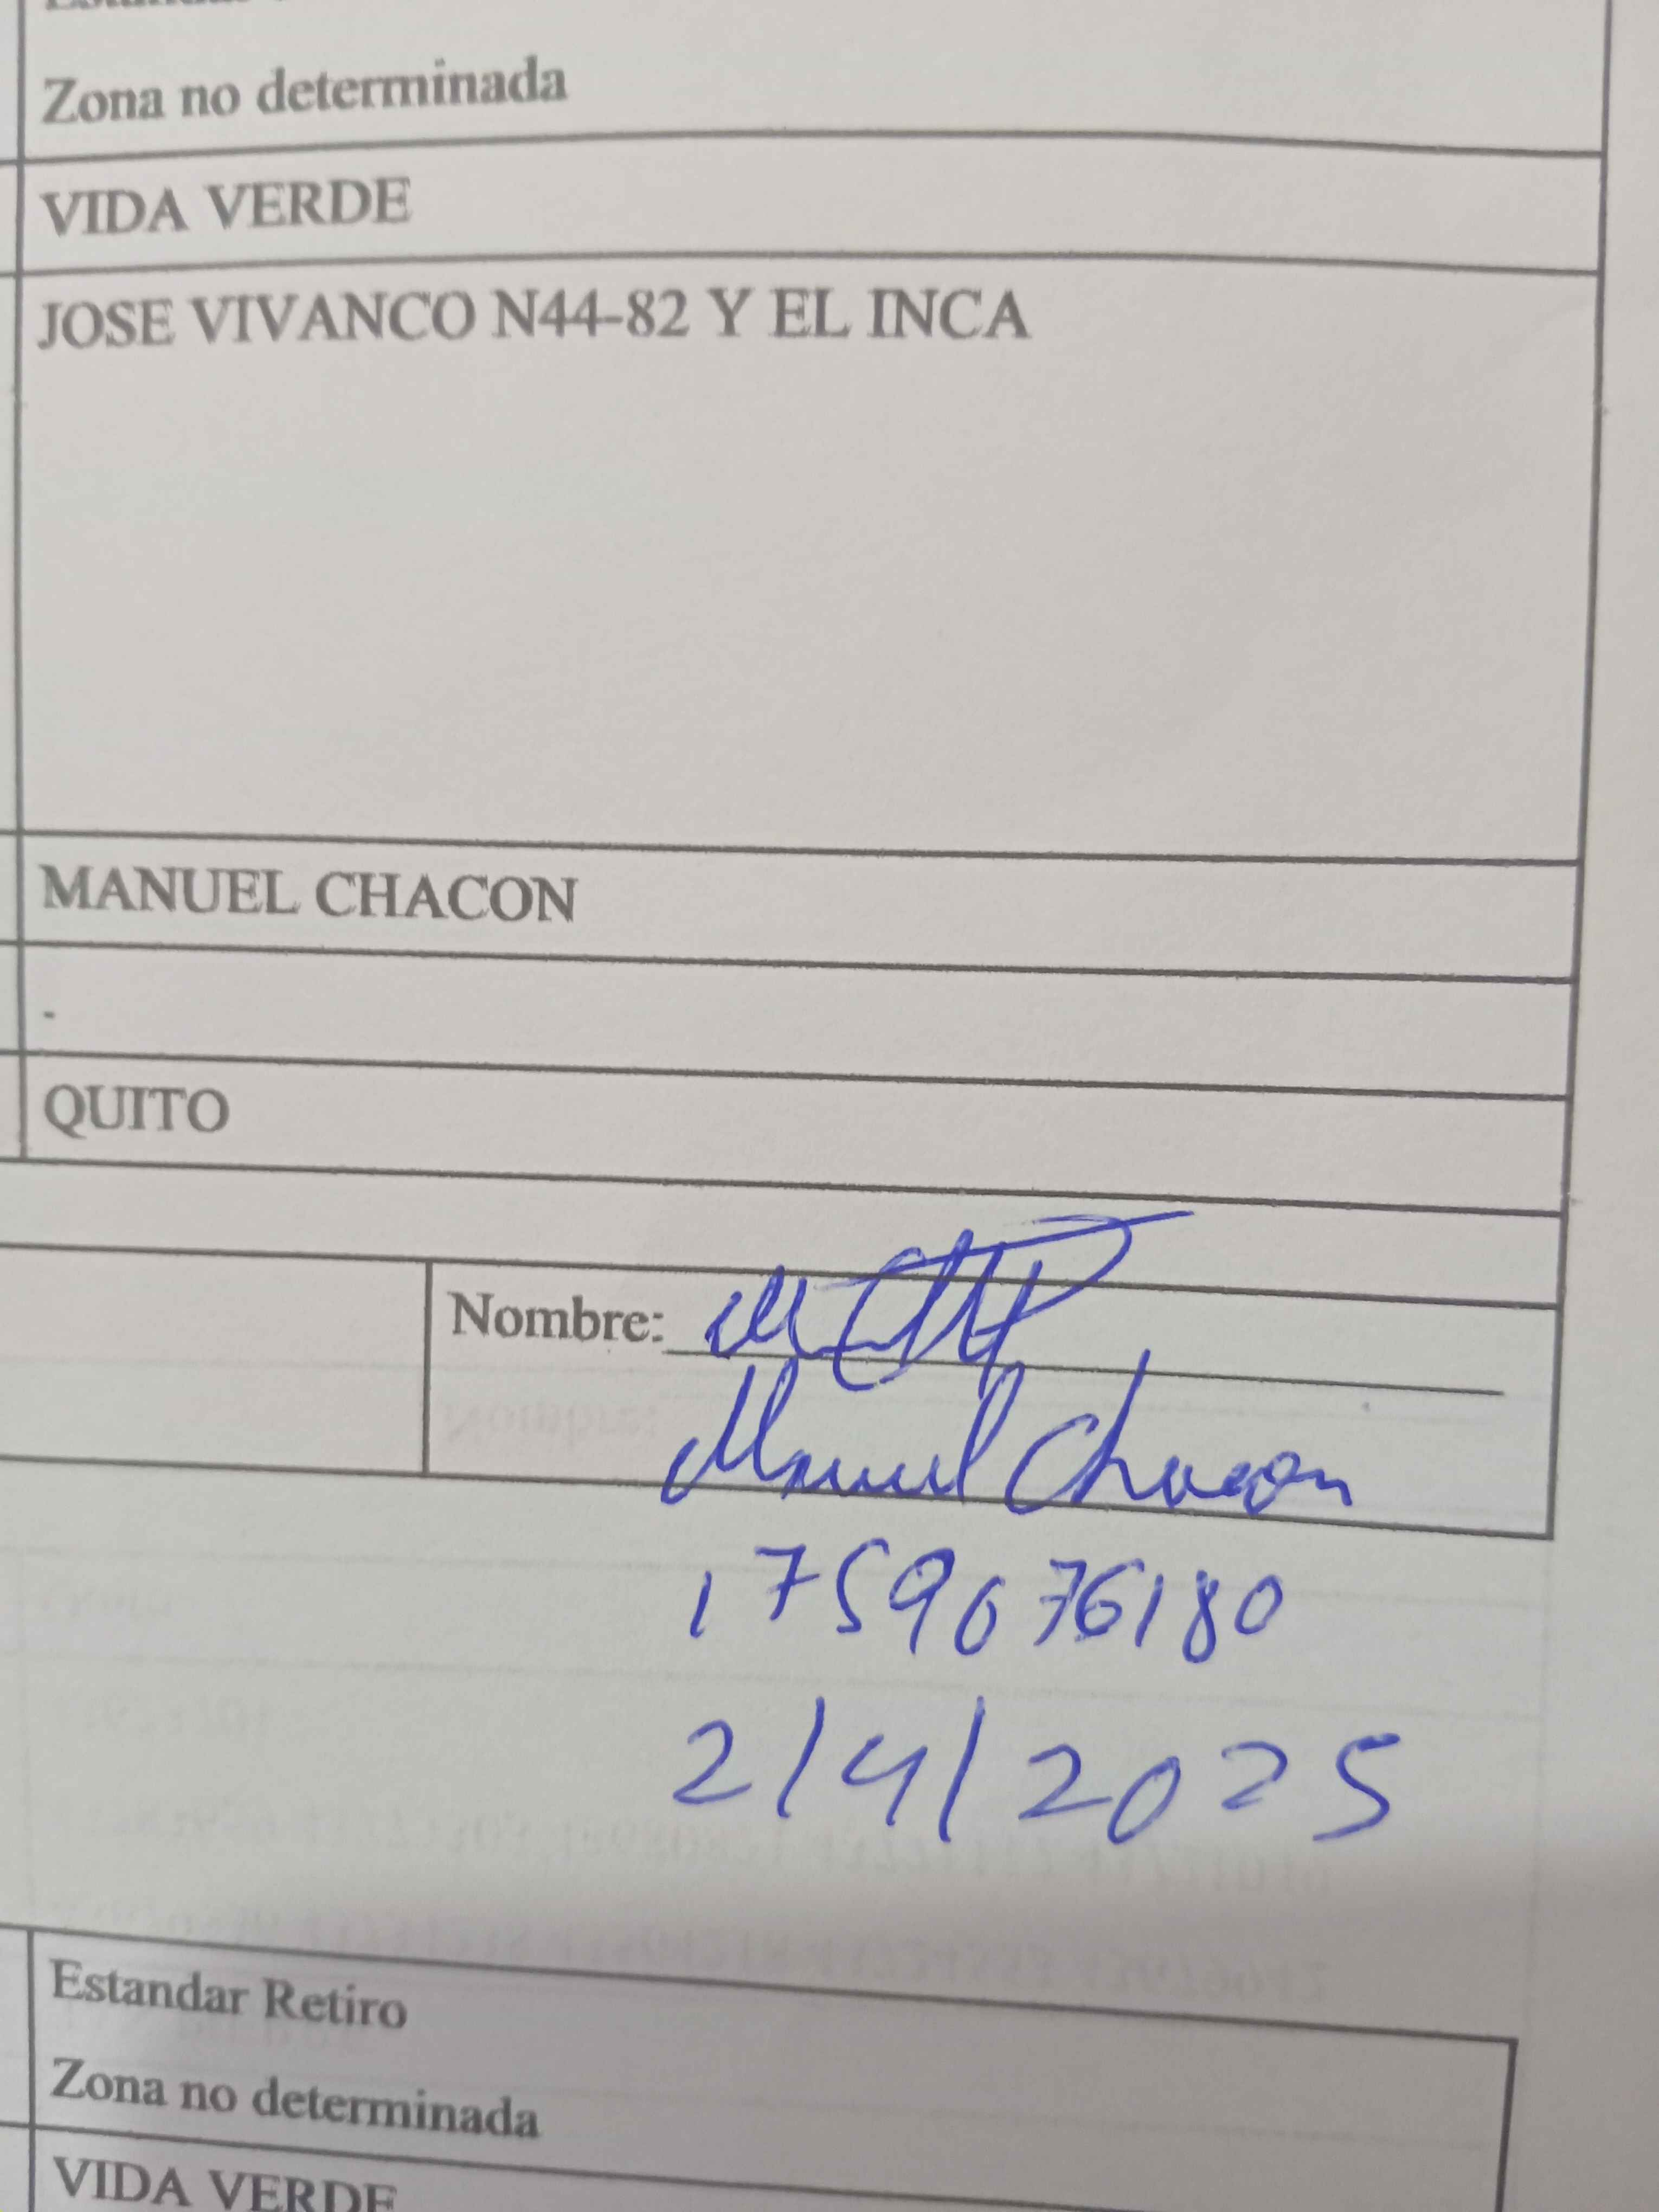 Zona no determinada
VIDA VERDE
JOSE VIVANCO N44-82 Y EL INCA
MANUEL CHACON
-
QUITO
Nombre:
Manuel Chacon
1759676180
2/4/2025
Estandar Retiro
Zona no determinada
VIDA VERDE